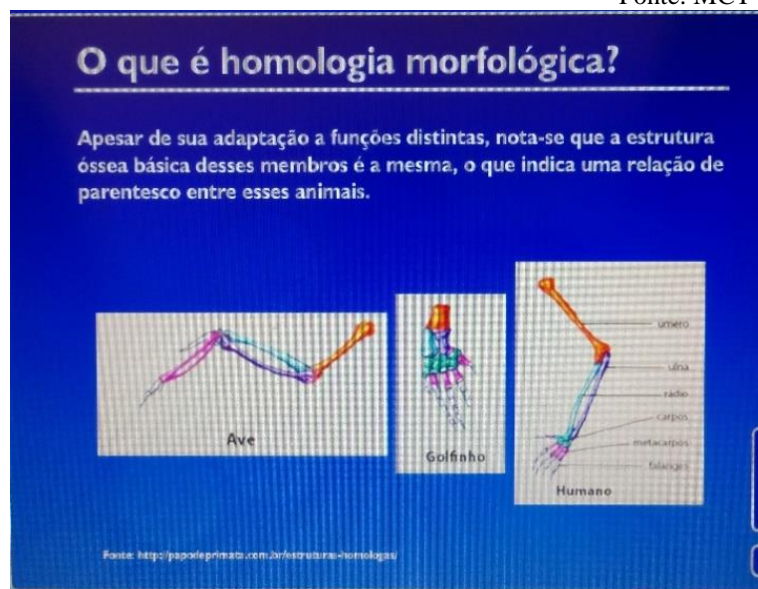 Fonte: MCT
O que é homologia morfológica?
Apesar de sua adaptação a funções distintas, nota-se que a estrutura
óssea básica desses membros é a mesma, o que indica uma relação de
parentesco entre esses animais.
umero
ulna
rádio
carpos
metacarpos
falanges
Ave
Golfinho
Humano
Fonte: http://papodeprimata.com.br/estruturas-homologas/